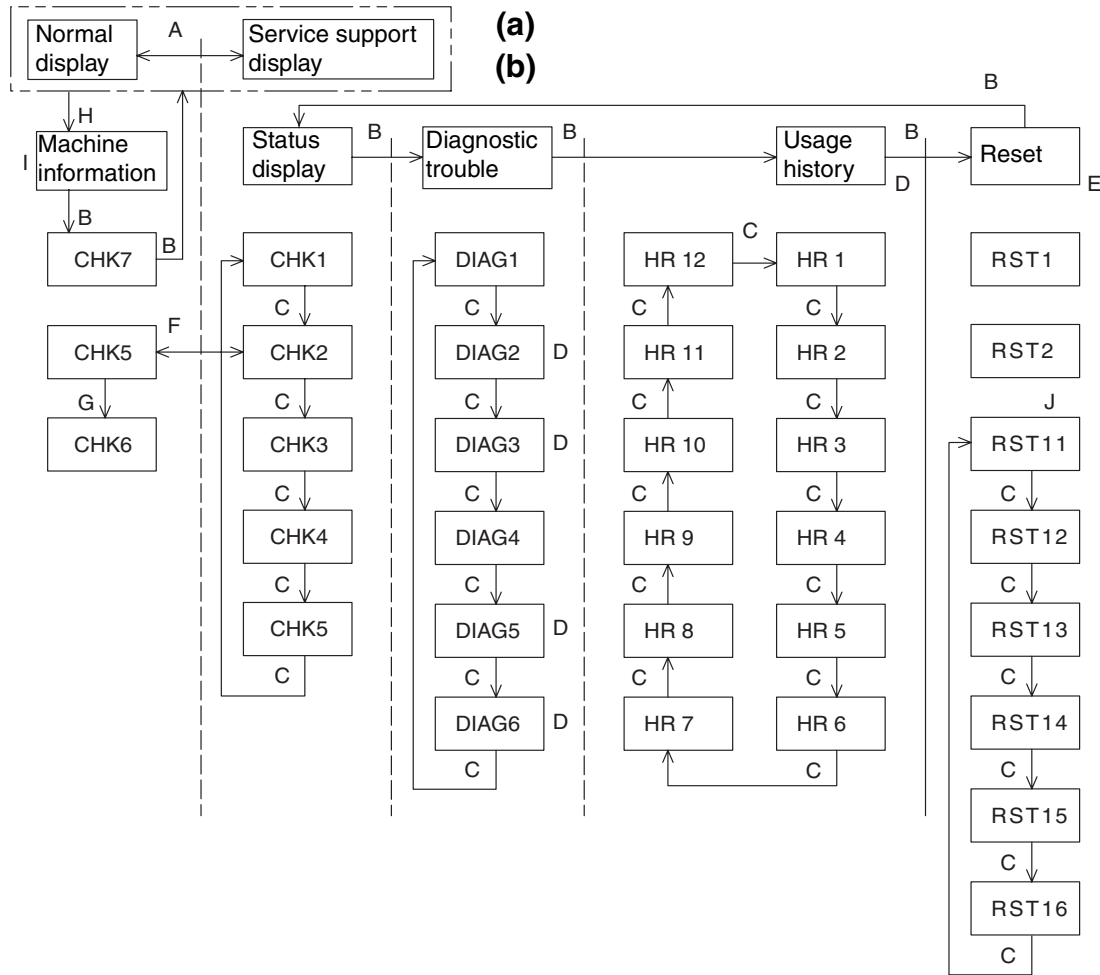 Normal
display
A
Service support
display
(a)
(b)
H
B
I
Machine
information
Status
display
B
Diagnostic
trouble
B
Usage
history
B
D
Reset
E
B
CHK7
B
CHK1
DIAG1
HR 12
C
HR 1
RST1
C
C
C
C
CHK5
F
CHK2
DIAG2
D
HR 11
HR 2
RST2
G
C
C
C
C
J
CHK6
CHK3
DIAG3
D
HR 10
HR 3
RST11
C
C
C
C
C
CHK4
DIAG4
HR 9
HR 4
RST12
C
C
C
C
C
CHK5
DIAG5
D
HR 8
HR 5
RST13
C
C
C
C
C
DIAG6
D
HR 7
HR 6
RST14
C
C
C
RST15
C
RST16
C